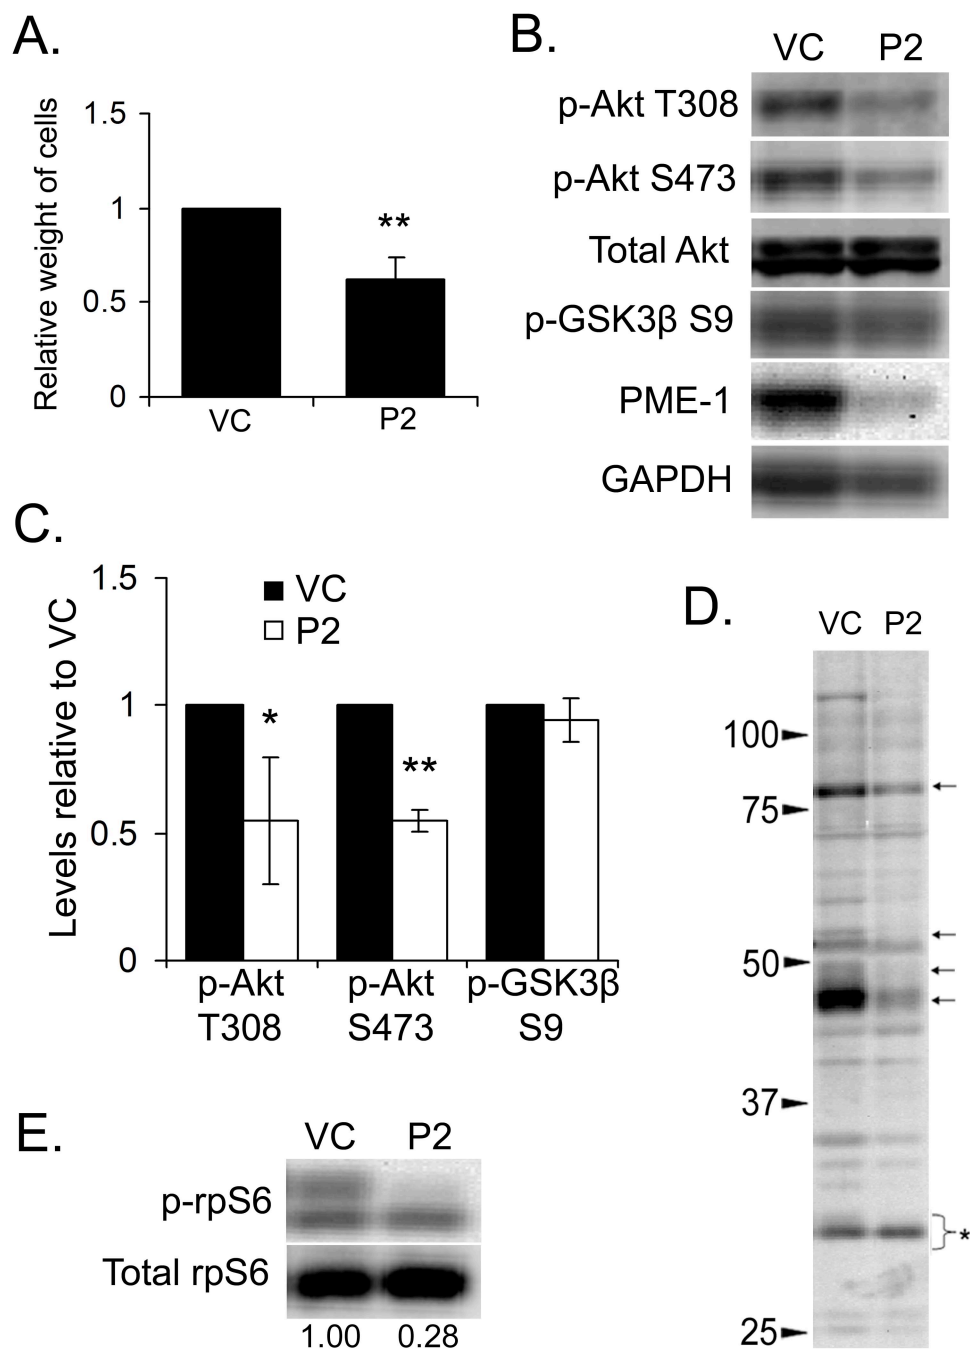 A.
Relative weight of cells
1.5
1
0.5
0
**
VC
P2
B.
VC P2
p-Akt T308
p-Akt S473
Total Akt
p-GSK3β S9
PME-1
GAPDH
C.
Levels relative to VC
1.5
1
0.5
0
VC
P2
*
**
p-Akt T308
p-Akt S473
p-GSK3β S9
D.
VC P2
100
75
50
37
25
*
E.
VC P2
p-rpS6
Total rpS6
1.00 0.28